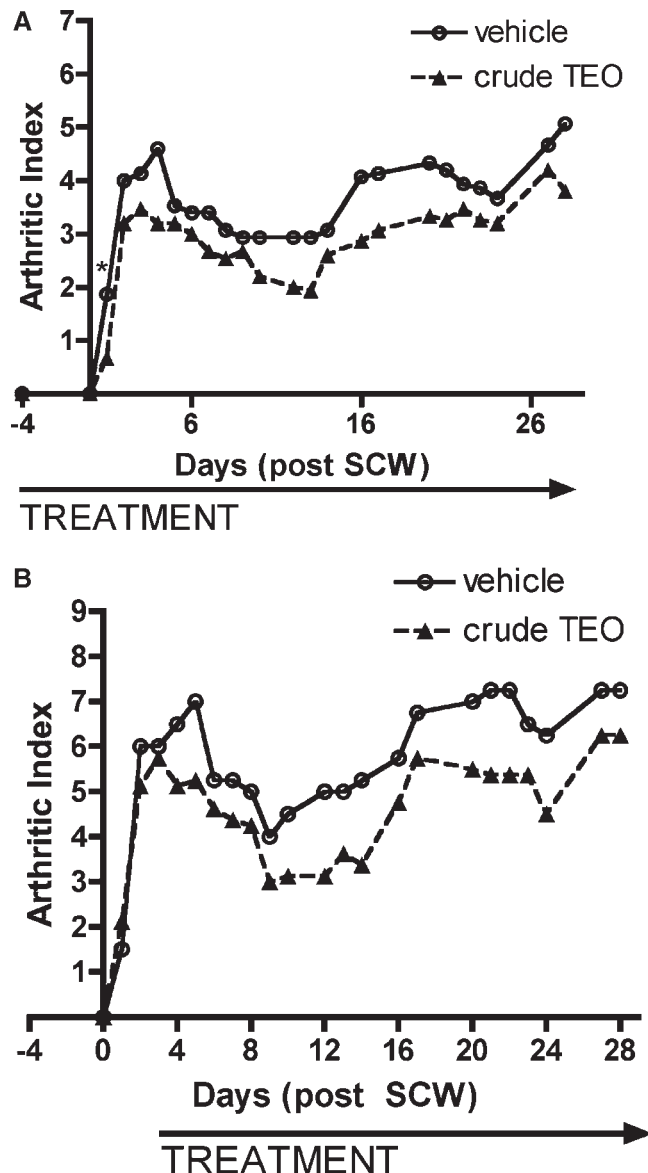 A
vehicle
crude TEO
7
6
5
4
3
2
1
*
Arthritic Index
-4 6 16 26
Days (post SCW)
TREATMENT
B
vehicle
crude TEO
9
8
7
6
5
4
3
2
1
Arthritic Index
-4 0 4 8 12 16 20 24 28
Days (post SCW)
TREATMENT